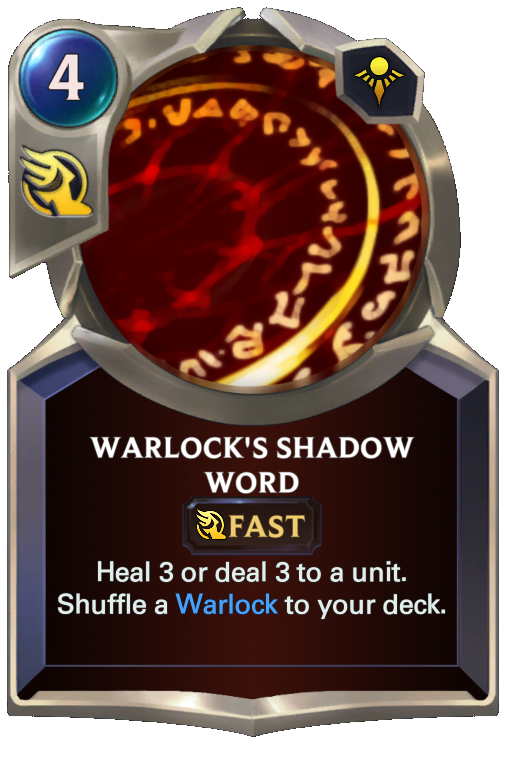 4
WARLOCK'S SHADOW
WORD
FAST
Heal 3 or deal 3 to a unit.
Shuffle a Warlock to your deck.